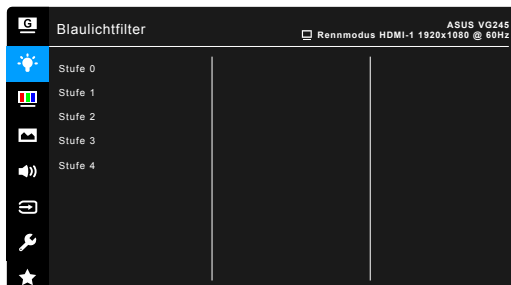 G
Blaulichtfilter
ASUS VG245
Rennmodus HDMI-1 1920x1080 @ 60Hz
Stufe 0
Stufe 1
Stufe 2
Stufe 3
Stufe 4